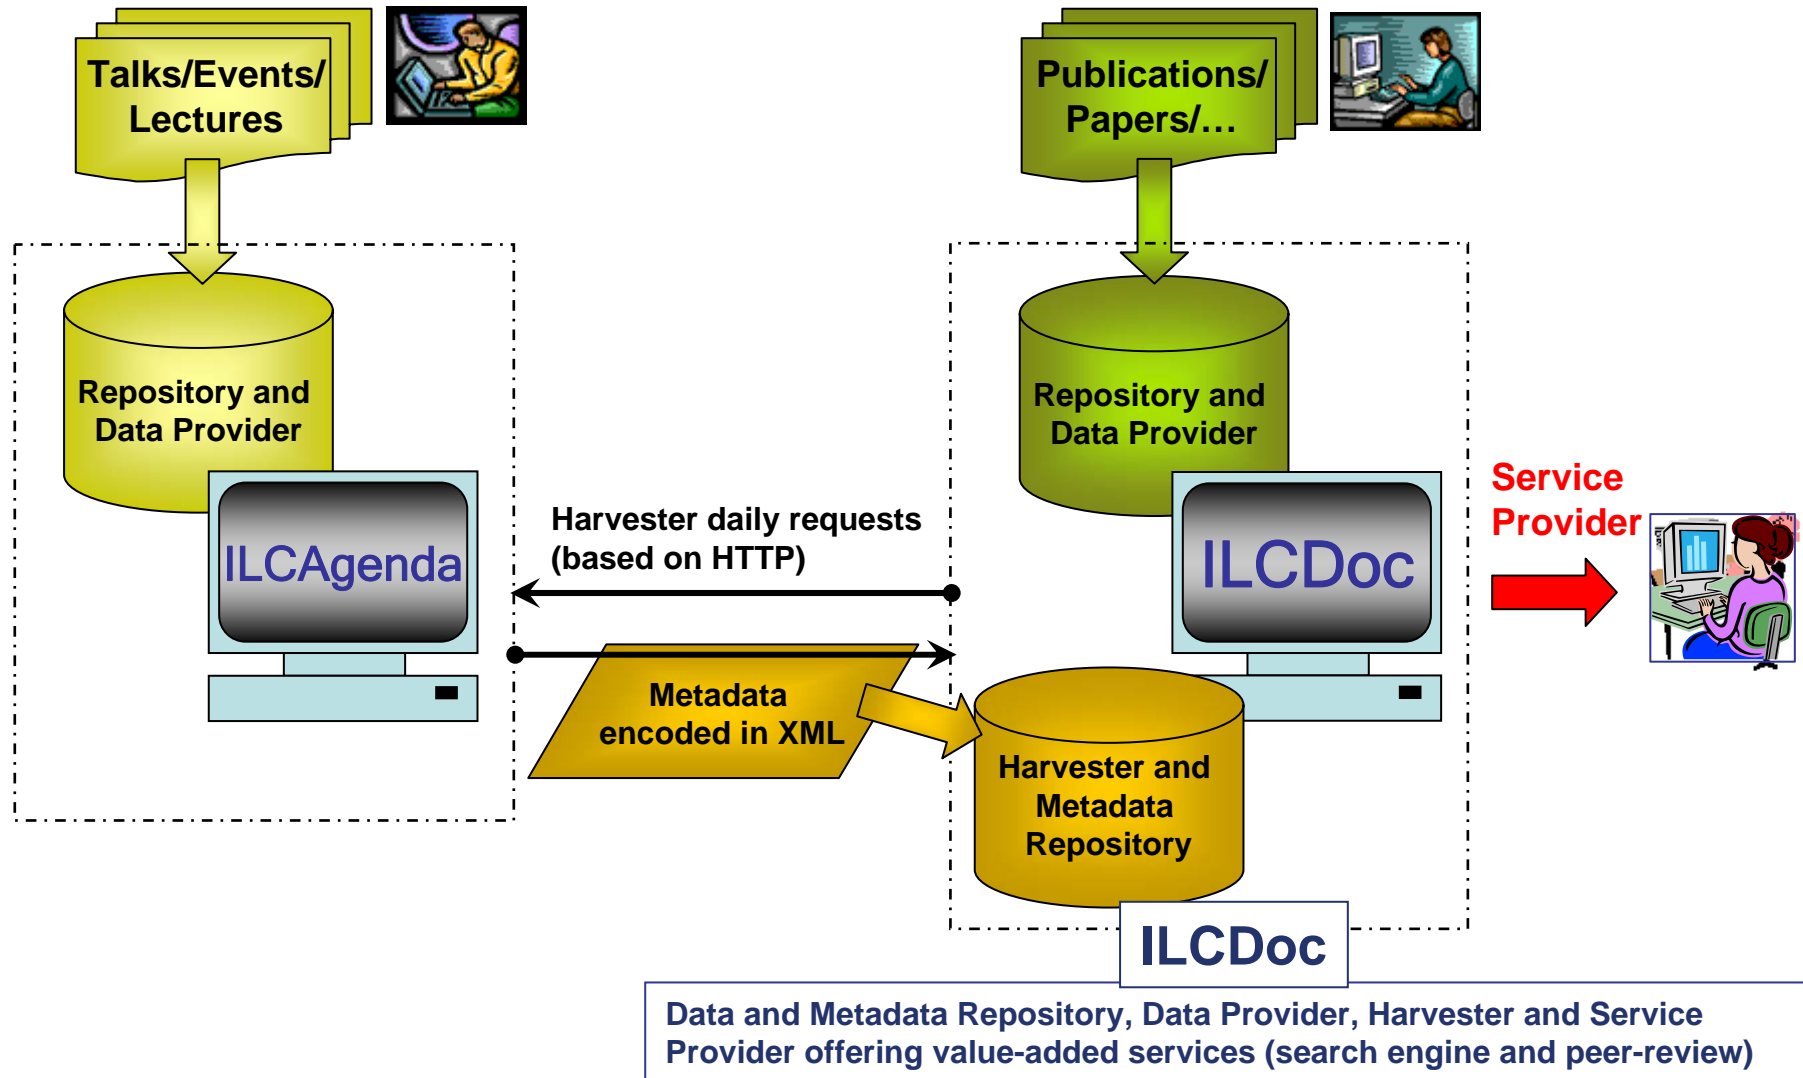 Talks/Events/
Lectures
Publications/
Papers/…
Repository and
Data Provider
Repository and
Data Provider
ILCAgenda
Harvester daily requests
(based on HTTP)
ILCDoc
Service
Provider
Metadata
encoded in XML
Harvester and
Metadata
Repository
ILCDoc
Data and Metadata Repository, Data Provider, Harvester and Service
Provider offering value-added services (search engine and peer-review)